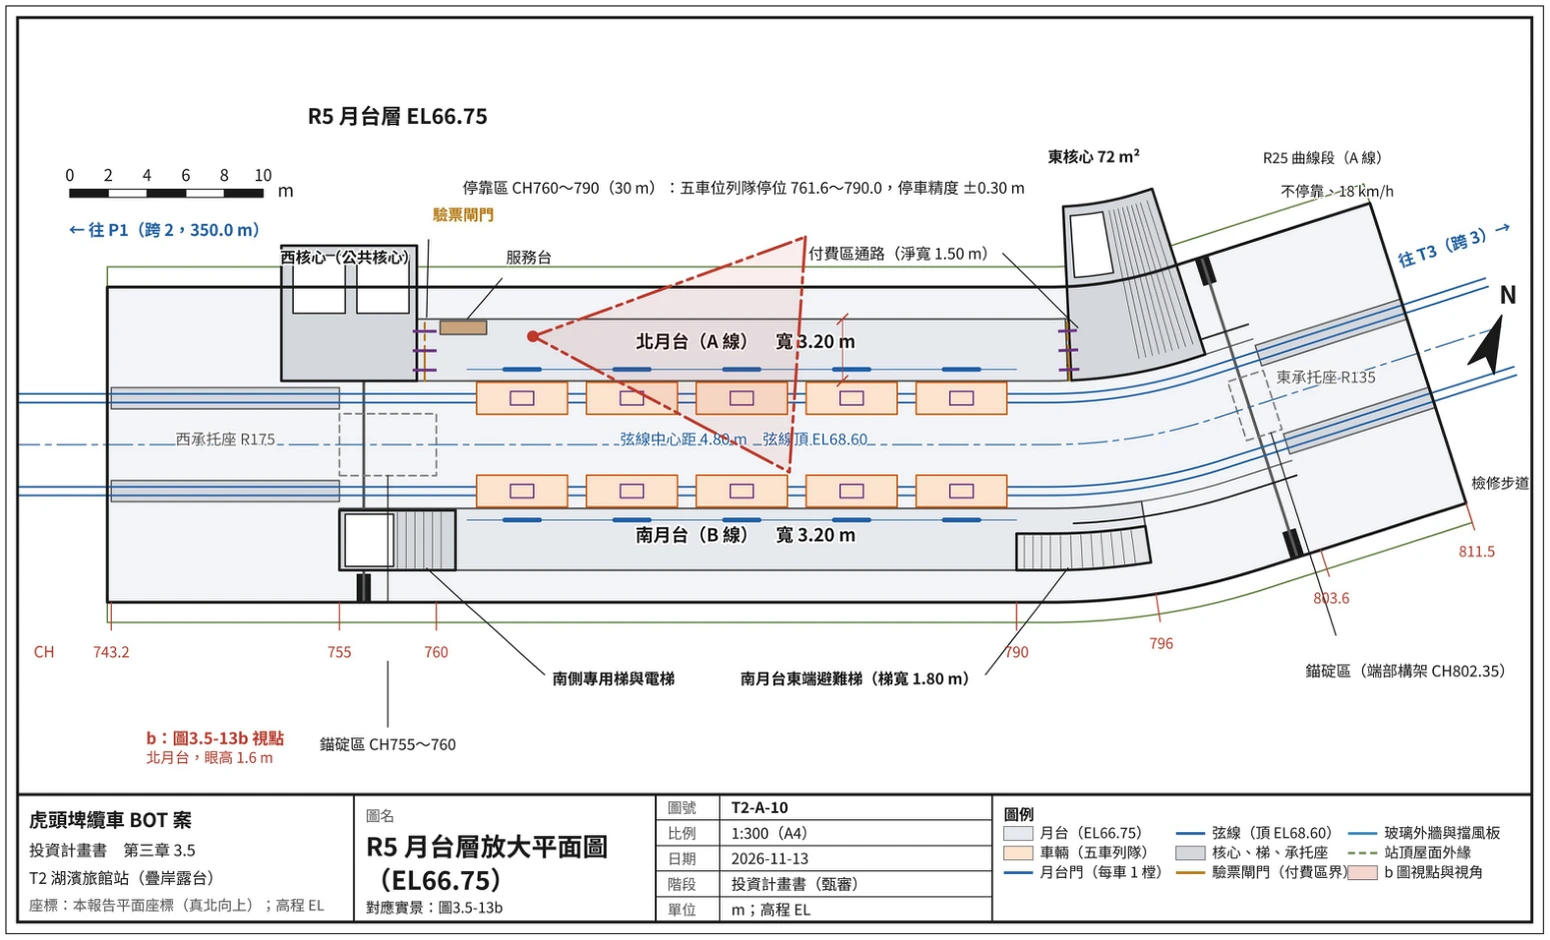 R5 月台層 EL66.75
0 2 4 6 8 10 m
← 往 P1（跨 2，350.0 m）
停靠區 CH760～790（30 m）：五車位列隊停位 761.6～790.0，停車精度 ±0.30 m
驗票閘門
西核心（公共核心）
服務台
付費區通路（淨寬 1.50 m）
東核心 72 m²
R25 曲線段（A 線）
不停靠、18 km/h
往 T3（跨 3）→
N
北月台（A 線） 寬 3.20 m
東承托座 R135
西承托座 R175
弦線中心距 4.80 m 弦線頂 EL68.60
檢修步道
南月台（B 線） 寬 3.20 m
811.5
803.6
796
CH 743.2 755 760 790
南側專用梯與電梯
南月台東端避難梯（梯寬 1.80 m）
錨碇區（端部構架 CH802.35）
b：圖3.5-13b 視點
北月台，眼高 1.6 m
錨碇區 CH755～760
虎頭埤纜車 BOT 案
投資計畫書 第三章 3.5
T2 湖濱旅館站（疊岸露台）
座標：本報告平面座標（真北向上）；高程 EL
圖名
R5 月台層放大平面圖
（EL66.75）
對應實景：圖3.5-13b
圖號 T2-A-10
比例 1:300（A4）
日期 2026-11-13
階段 投資計畫書（甄審）
單位 m；高程 EL
圖例
月台（EL66.75） 弦線（頂 EL68.60） 玻璃外牆與擋風板
車輛（五車列隊） 核心、梯、承托座 站頂屋面外緣
月台門（每車 1 樘） 驗票閘門（付費區界） b 圖視點與視角